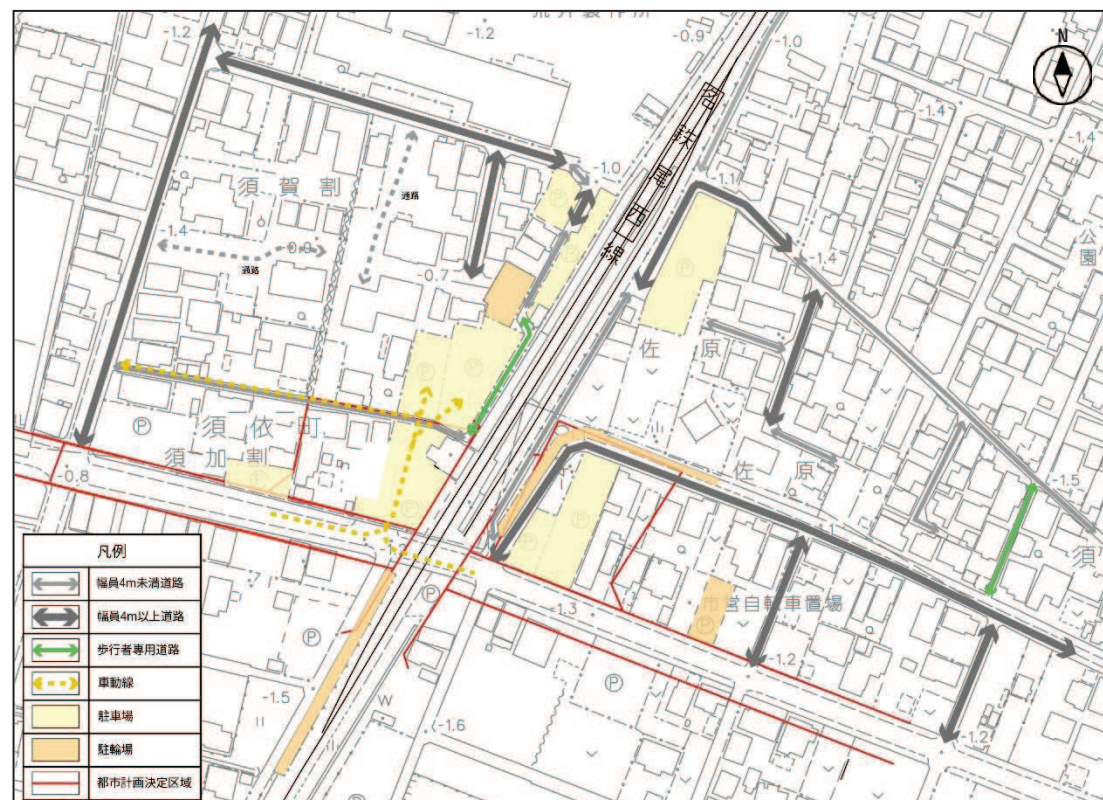 荒井製作所
-1.2
-1.2
-0.9
-1.0
N
-1.4
-1.4
名鉄尾西線
-1.0
-1.1
須賀割
通路
公園
-1.4
-0.9
通路
-0.7
-1.4
佐原
Ⓟ 須依町
須加割
佐原
-1.5
-0.8
須
凡例
幅員4m未満道路
幅員4m以上道路
歩行者専用道路
車動線
駐車場
駐輪場
都市計画決定区域
Ⓟ
Ⓟ
-1.3
市営自転車置場
Ⓟ
-1.2
Ⓟ
-1.5
W
-1.6
-1.2